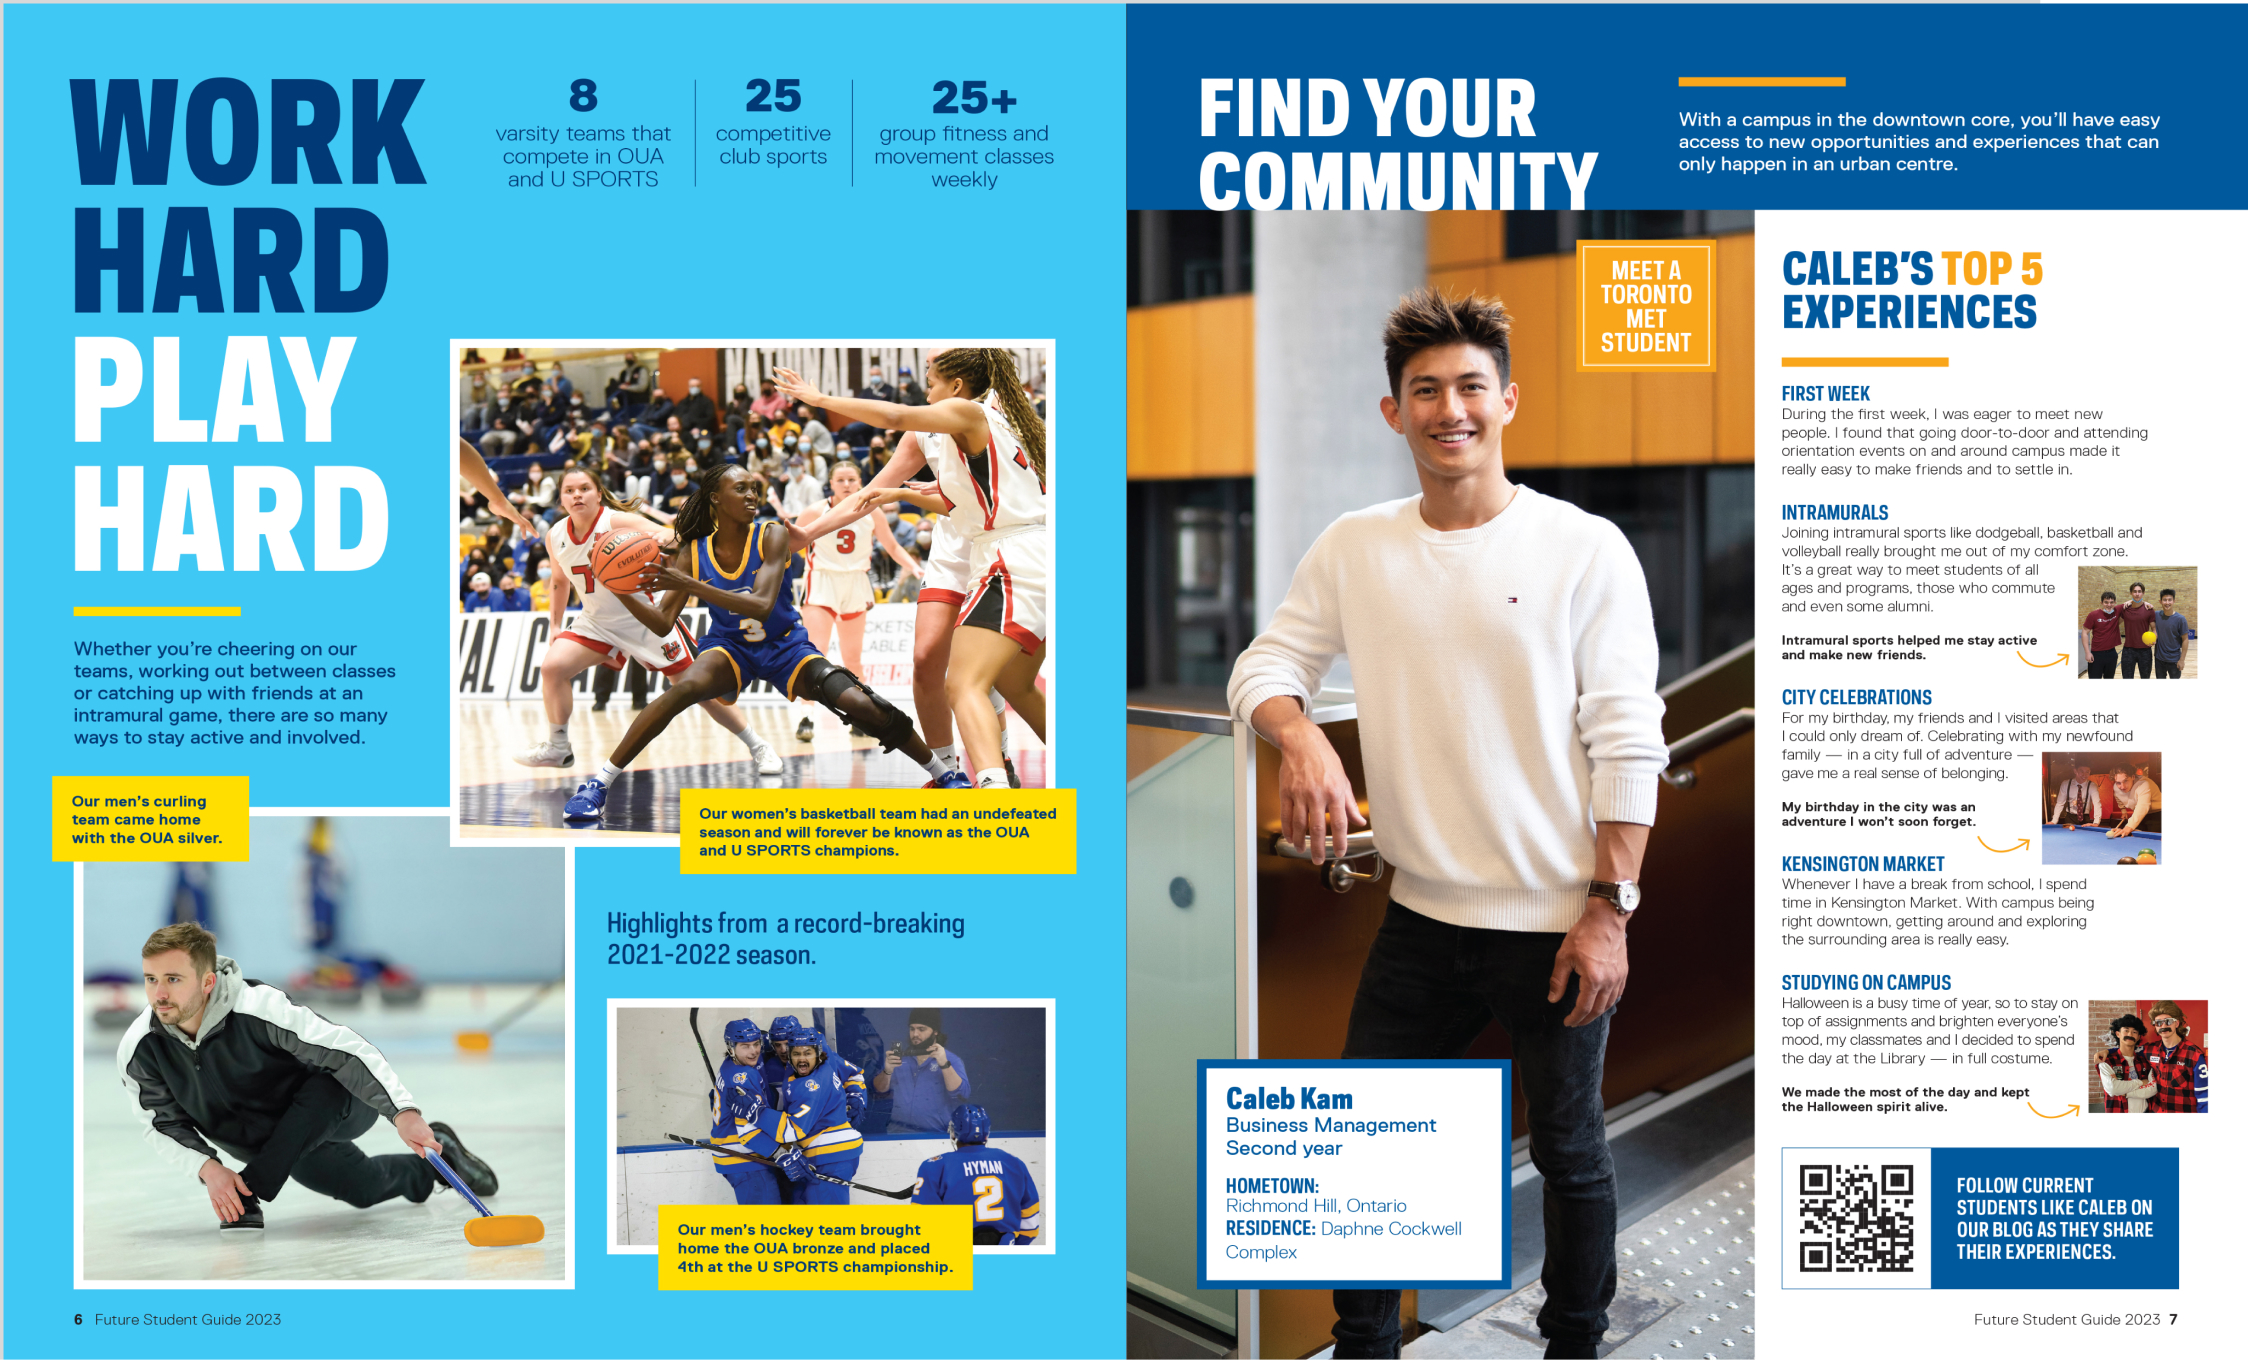 WORK
HARD
PLAY
HARD
8
varsity teams that
compete in OUA
and U SPORTS
25
competitive
club sports
25+
group fitness and
movement classes
weekly
Whether you're cheering on our
teams, working out between classes
or catching up with friends at an
intramural game, there are so many
ways to stay active and involved.
Our men's curling
team came home
with the OUA silver.
3
3
Our women's basketball team had an undefeated
season and will forever be known as the OUA
and U SPORTS champions.
Highlights from a record-breaking
2021-2022 season.
HYMAN
2
7
Our men's hockey team brought
home the OUA bronze and placed
4th at the U SPORTS championship.
6 Future Student Guide 2023
FIND YOUR
COMMUNITY
With a campus in the downtown core, you'll have easy
access to new opportunities and experiences that can
only happen in an urban centre.
MEET A
TORONTO
MET
STUDENT
Caleb Kam
Business Management
Second year
HOMETOWN:
Richmond Hill, Ontario
RESIDENCE: Daphne Cockwell
Complex
CALEB'S TOP 5
EXPERIENCES
FIRST WEEK
During the first week, I was eager to meet new
people. I found that going door-to-door and attending
orientation events on and around campus made it
really easy to make friends and to settle in.
INTRAMURALS
Joining intramural sports like dodgeball, basketball and
volleyball really brought me out of my comfort zone.
It's a great way to meet students of all
ages and programs, those who commute
and even some alumni.
Intramural sports helped me stay active
and make new friends.
CITY CELEBRATIONS
For my birthday, my friends and I visited areas that
I could only dream of. Celebrating with my newfound
family — in a city full of adventure —
gave me a real sense of belonging.
My birthday in the city was an
adventure I won't soon forget.
KENSINGTON MARKET
Whenever I have a break from school, I spend
time in Kensington Market. With campus being
right downtown, getting around and exploring
the surrounding area is really easy.
STUDYING ON CAMPUS
Halloween is a busy time of year, so to stay on
top of assignments and brighten everyone's
mood, my classmates and I decided to spend
the day at the Library — in full costume.
We made the most of the day and kept
the Halloween spirit alive.
FOLLOW CURRENT
STUDENTS LIKE CALEB ON
OUR BLOG AS THEY SHARE
THEIR EXPERIENCES.
Future Student Guide 2023 7